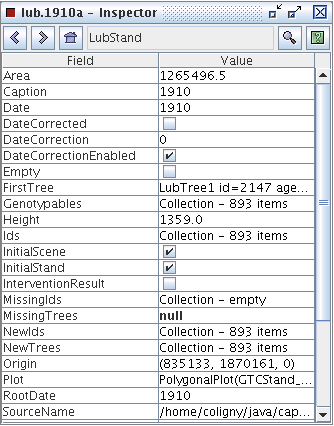 lub.1910a - Inspector
LubStand
Field Value
Area 1265496.5
Caption 1910
Date 1910
DateCorrected
DateCorrection 0
DateCorrectionEnabled
Empty
FirstTree LubTree1 id=2147 age...
Genotypables Collection - 893 items
Height 1359.0
Ids Collection - 893 items
InitialScene
InitialStand
InterventionResult
MissingIds Collection - empty
MissingTrees null
NewIds Collection - 893 items
NewTrees Collection - 893 items
Origin (835133, 1870161, 0)
Plot PolygonalPlot(GTCStand_...
RootDate 1910
SourceName /home/coligny/java/cap...